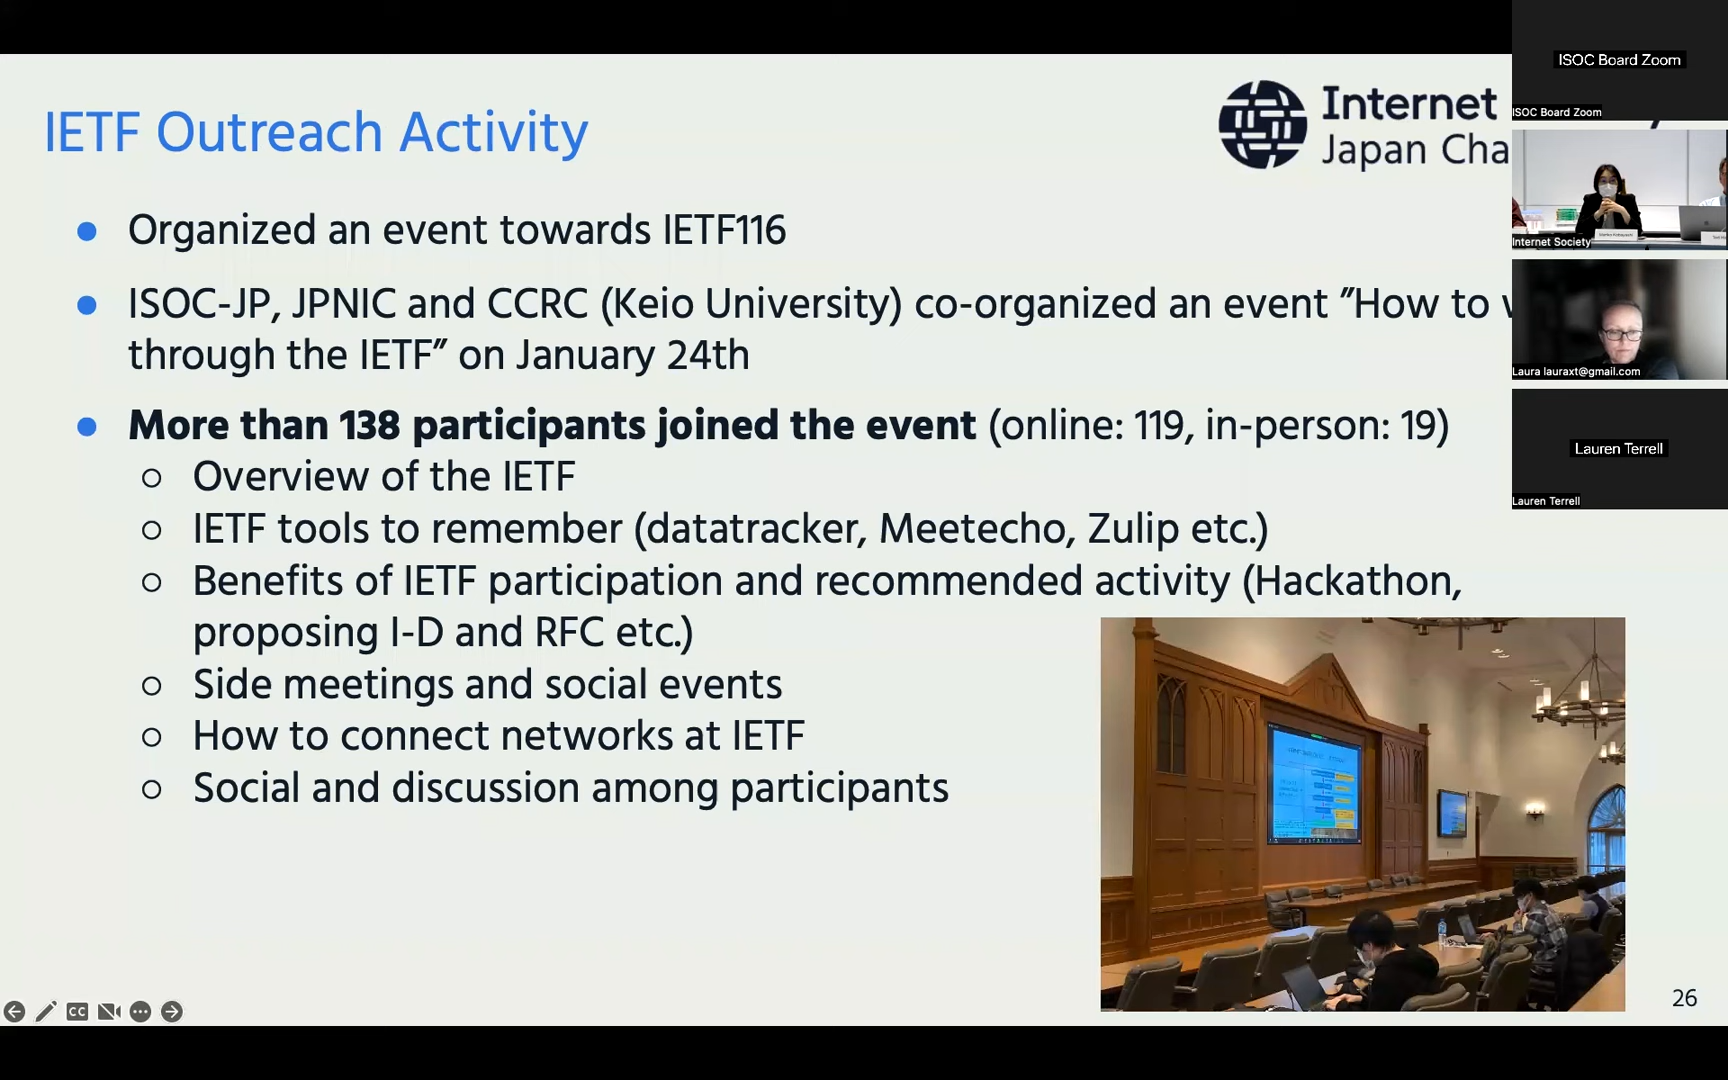 ISOC Board Zoom
ISOC Board Zoom
IETF Outreach Activity
Internet
Japan Cha
Internet Society
Laura lauraxt@gmail.com
Lauren Terrell
Lauren Terrell
Organized an event towards IETF116
ISOC-JP, JPNIC and CCRC (Keio University) co-organized an event ”How to
through the IETF” on January 24th
More than 138 participants joined the event (online: 119, in-person: 19)
Overview of the IETF
IETF tools to remember (datatracker, Meetecho, Zulip etc.)
Benefits of IETF participation and recommended activity (Hackathon,
proposing I-D and RFC etc.)
Side meetings and social events
How to connect networks at IETF
Social and discussion among participants
CC
26